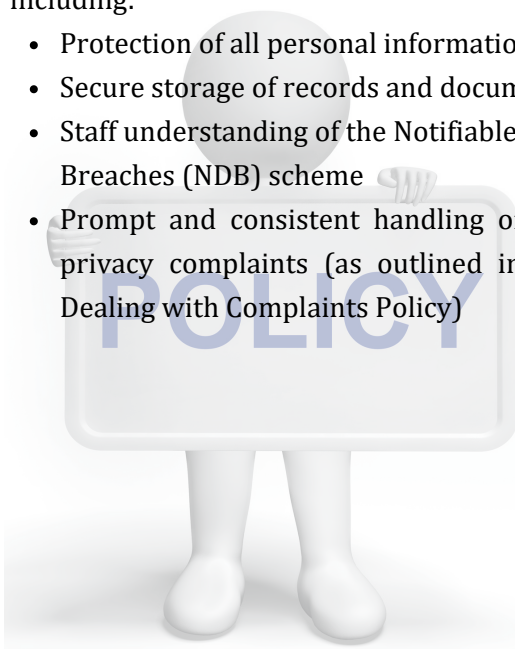 including:
• Protection of all personal informatio
• Secure storage of records and docum
• Staff understanding of the Notifiable
Breaches (NDB) scheme
• Prompt and consistent handling o
privacy complaints (as outlined in
Dealing with Complaints Policy)
POLICY